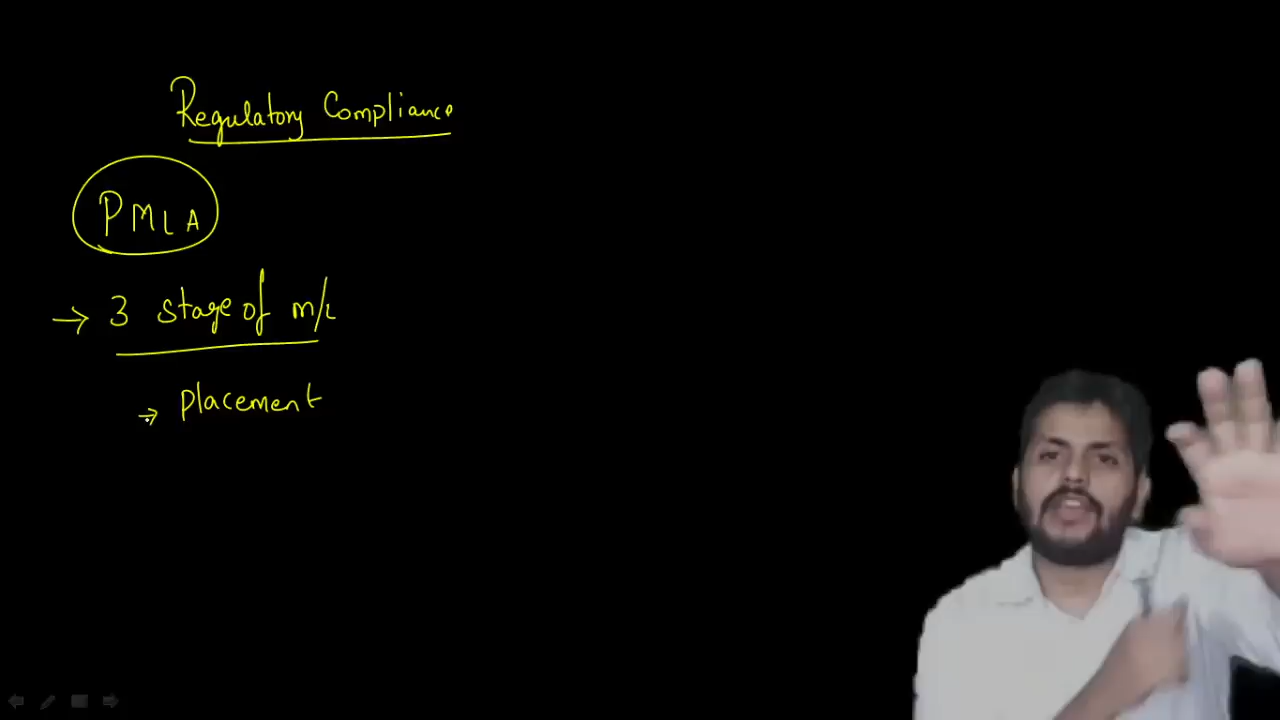 Regulatory Compliance
PMLA
→ 3 stage of m/L
→ Placement